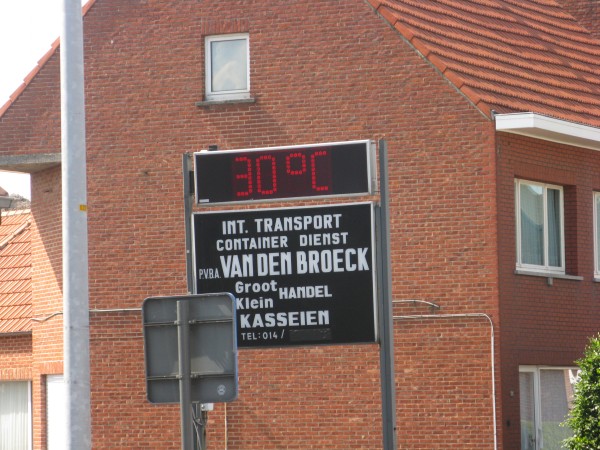 30°C
INT. TRANSPORT
CONTAINER DIENST
P.V.B.A. VAN DEN BROECK
Groot
Klein HANDEL
KASSEIEN
TEL: 014/